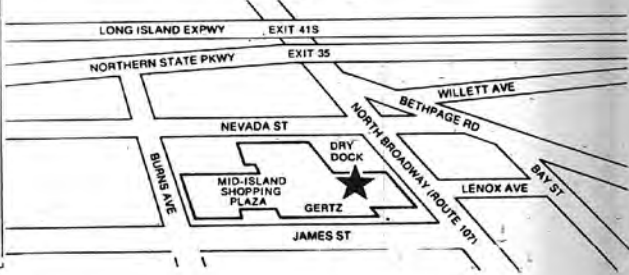 LONG ISLAND EXPWY EXIT 41S
NORTHERN STATE PKWY EXIT 35
WILLETT AVE
BETHPAGE RD
NEVADA ST
NORTH BROADWAY (ROUTE 107)
DRY
DOCK
BURNS AVE
MID-ISLAND
SHOPPING
PLAZA
GERTZ
LENOX AVE
BAY ST
JAMES ST